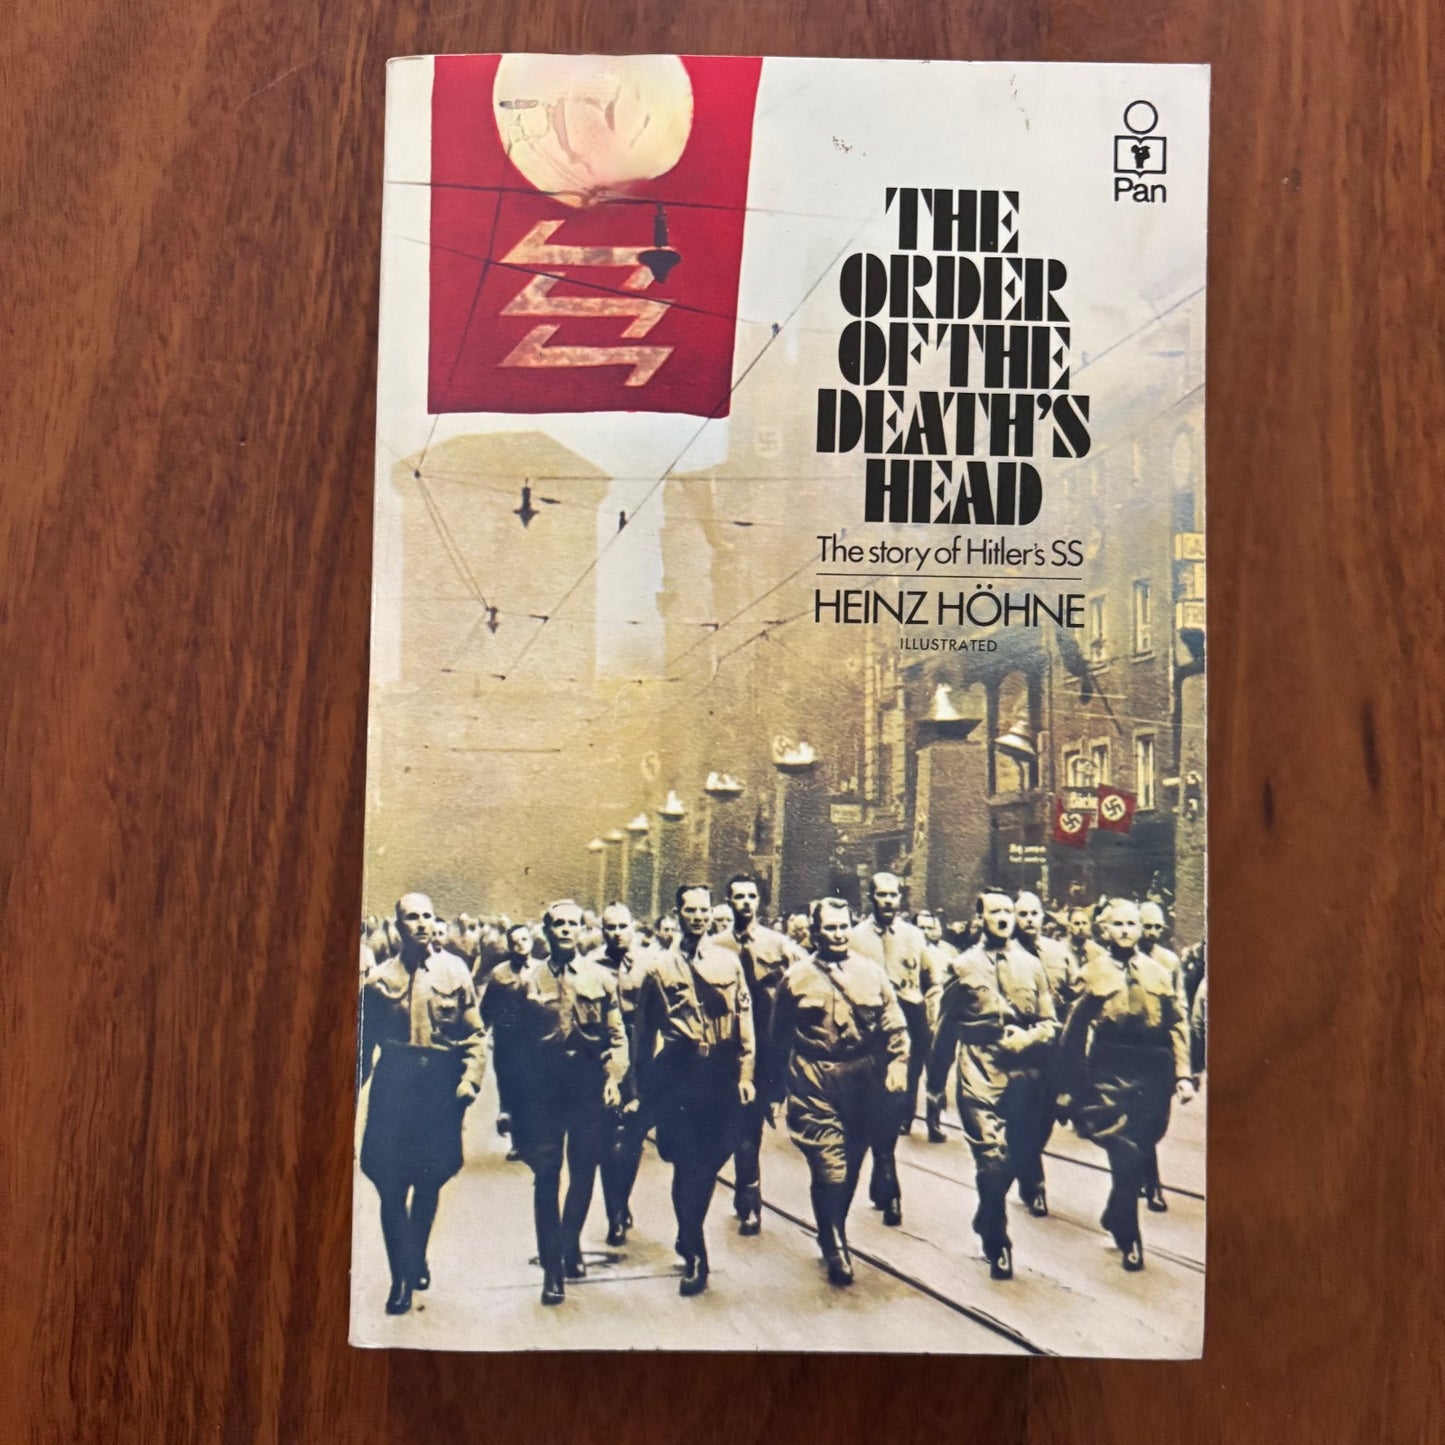 Pan
THE
ORDER
OF THE
DEATH'S
HEAD
The story of Hitler's SS
HEINZ HÖHNE
ILLUSTRATED